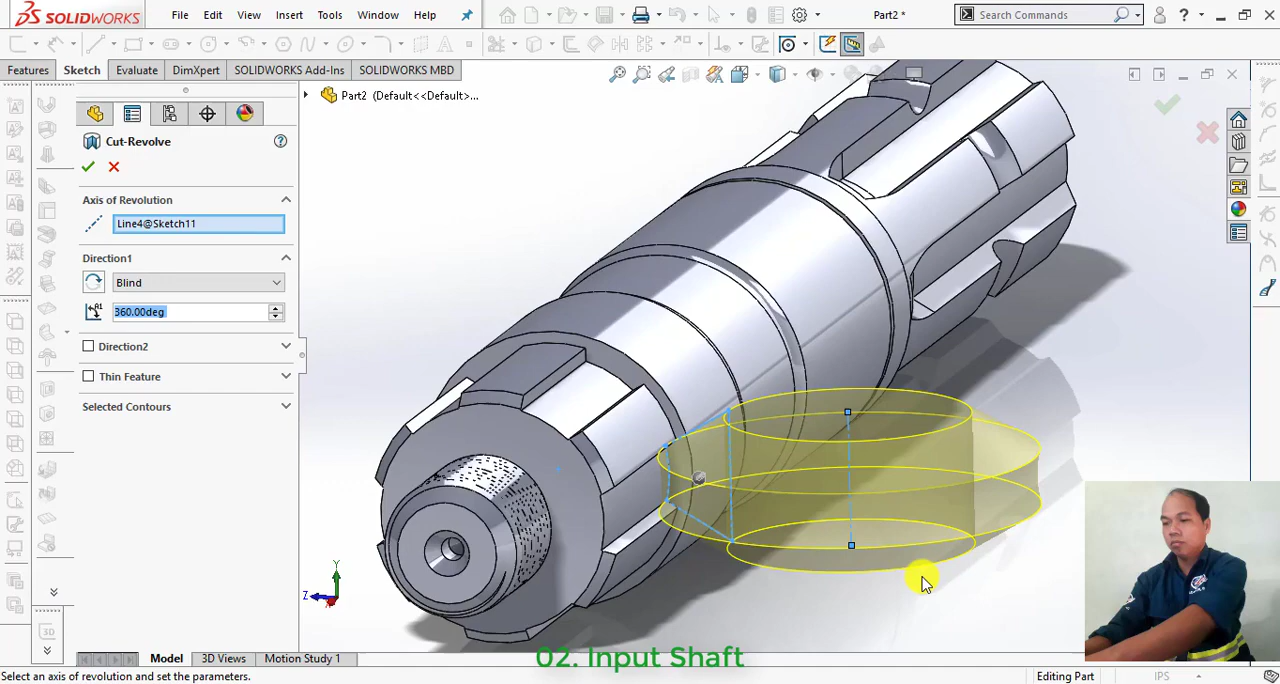 SOLIDWORKS
File Edit View Insert Tools Window Help
Part2 *
Search Commands
?
Features Sketch Evaluate DimXpert SOLIDWORKS Add-Ins SOLIDWORKS MBD
Part2 (Default<<Default>...
Cut-Revolve
?
Axis of Revolution
Line4@Sketch11
Direction1
Blind
360.00deg
Direction2
Thin Feature
Selected Contours
Y
Z
3D
02. Input Shaft
Model 3D Views Motion Study 1
Select an axis of revolution and set the parameters.
Editing Part
IPS